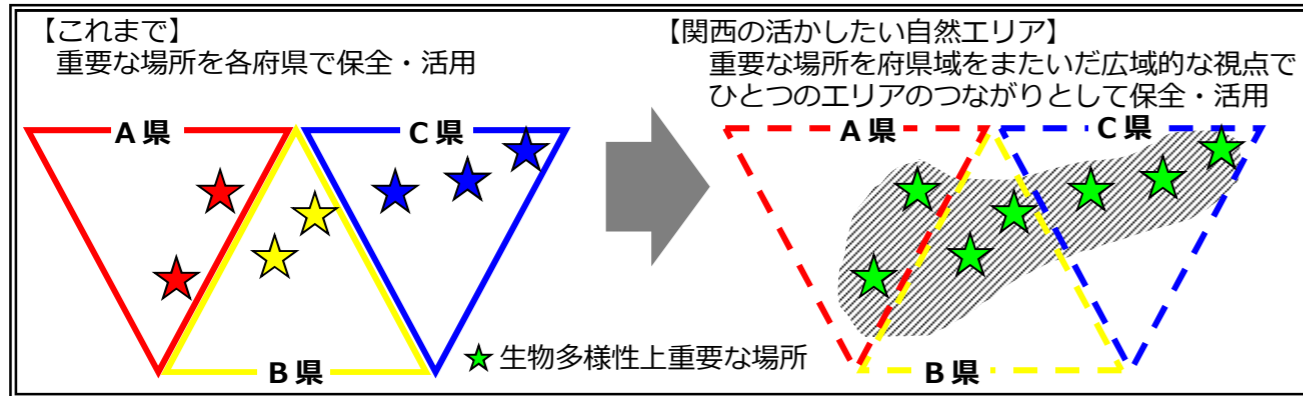 【これまで】
重要な場所を各府県で保全・活用
A県
C県
B県
★生物多様性上重要な場所
【関西の活かしたい自然エリア】
重要な場所を府県域をまたいだ広域的な視点で
ひとつのエリアのつながりとして保全・活用
A県
C県
B県